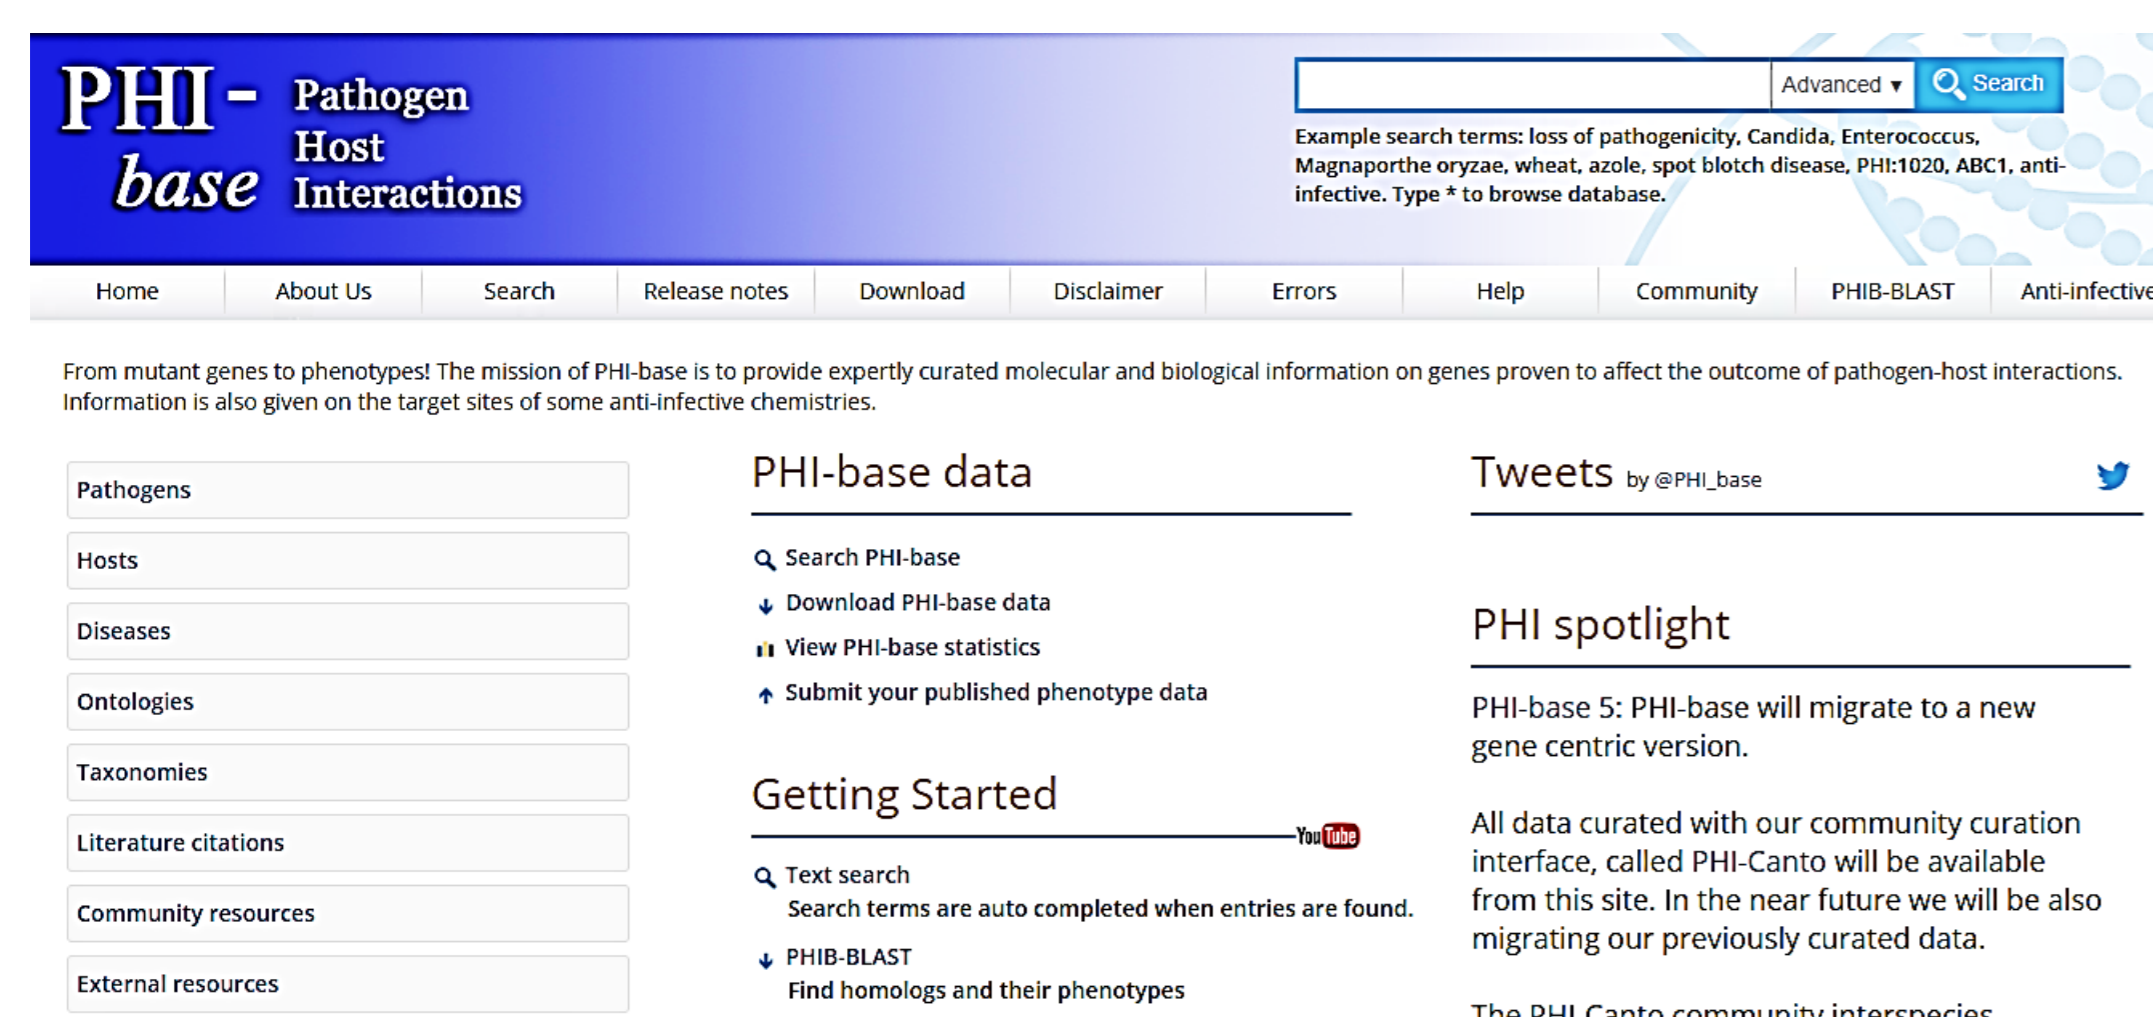 PHI-
base
Pathogen
Host
Interactions
Advanced ▾
Search
Example search terms: loss of pathogenicity, Candida, Enterococcus,
Magnaporthe oryzae, wheat, azole, spot blotch disease, PHI:1020, ABC1, anti-
infective. Type * to browse database.
Home About Us Search Release notes Download Disclaimer Errors Help Community PHIB-BLAST Anti-infective
From mutant genes to phenotypes! The mission of PHI-base is to provide expertly curated molecular and biological information on genes proven to affect the outcome of pathogen-host interactions.
Information is also given on the target sites of some anti-infective chemistries.
Pathogens
Hosts
Diseases
Ontologies
Taxonomies
Literature citations
Community resources
External resources
PHI-base data
Search PHI-base
Download PHI-base data
View PHI-base statistics
Submit your published phenotype data
Getting Started
YouTube
Text search
Search terms are auto completed when entries are found.
PHIB-BLAST
Find homologs and their phenotypes
Tweets by @PHI_base
PHI spotlight
PHI-base 5: PHI-base will migrate to a new
gene centric version.
All data curated with our community curation
interface, called PHI-Canto will be available
from this site. In the near future we will be also
migrating our previously curated data.
The PHI-Canto community interspecies